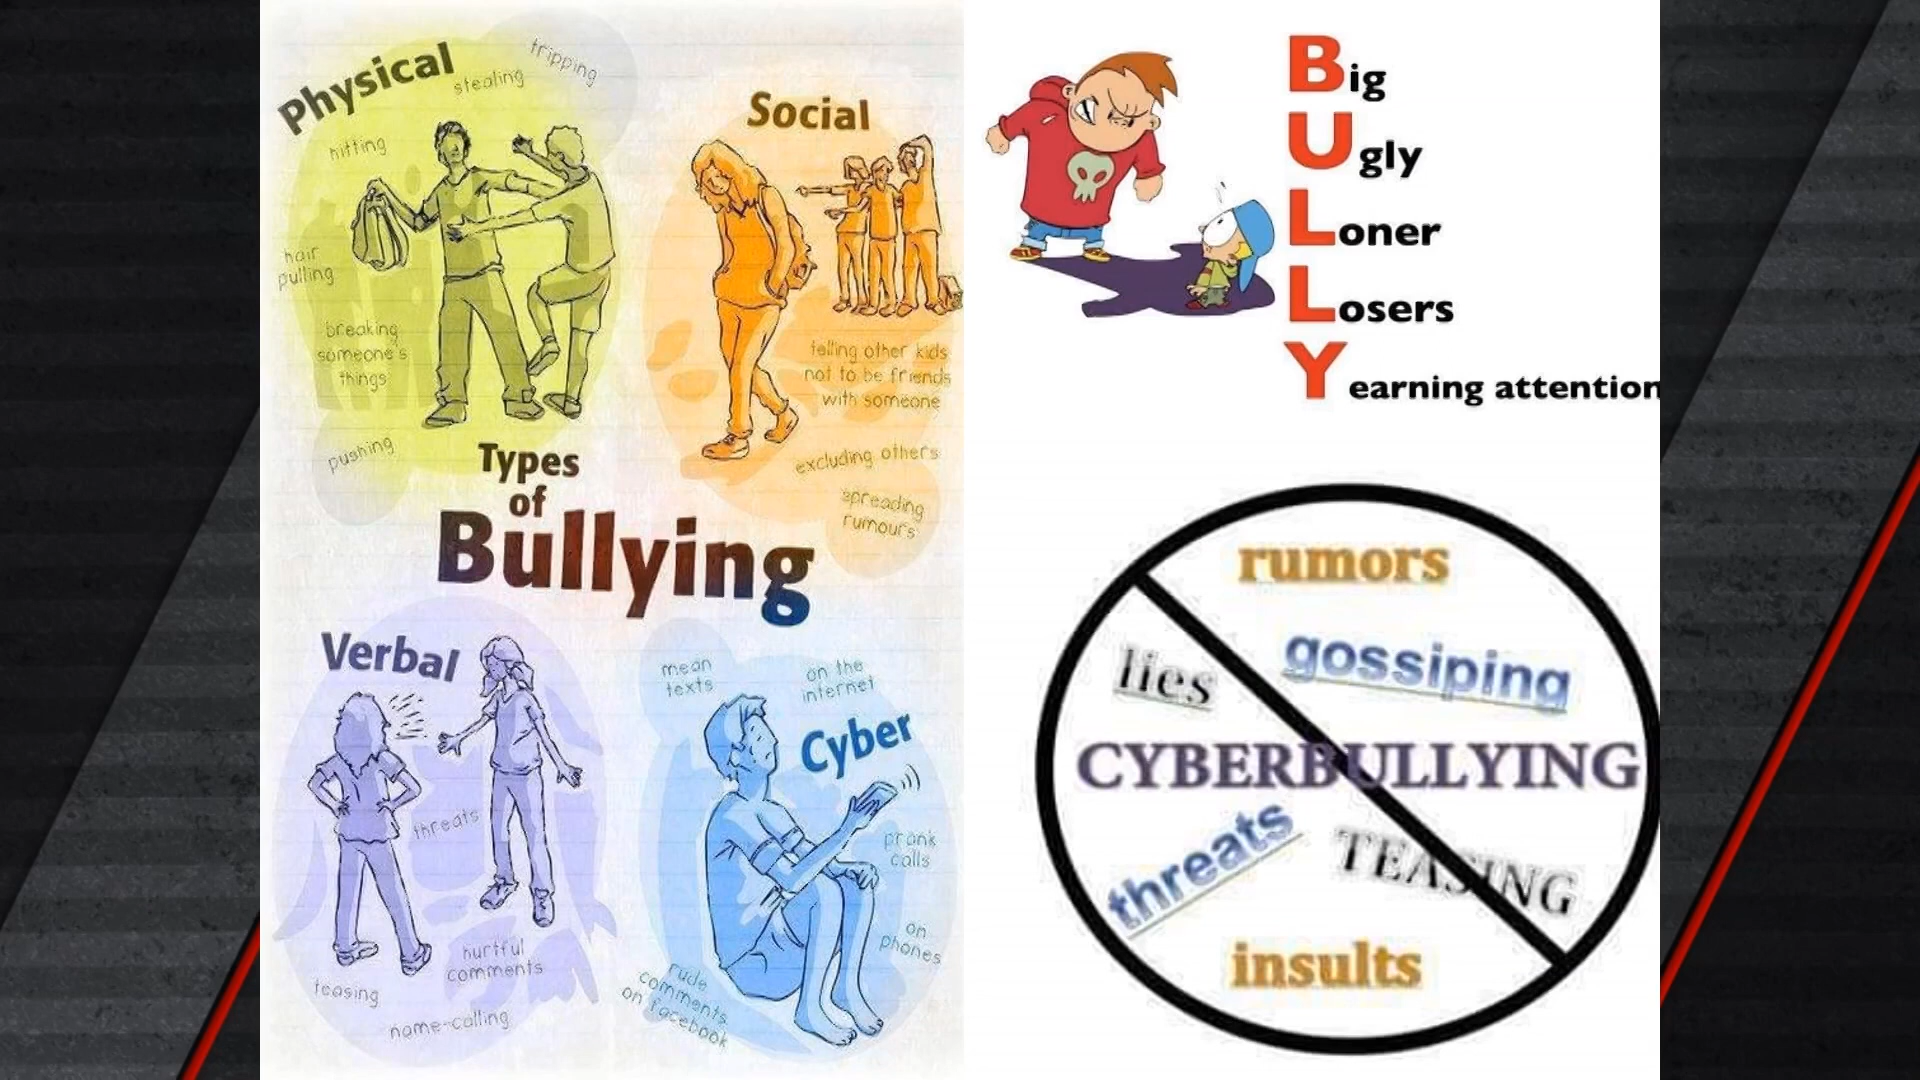 Physical
stealing
tripping
hitting
hair
pulling
breaking
someone's
things
pushing
Social
telling other kids
not to be friends
with someone
excluding others
spreading
rumours
Types
of
Bullying
Verbal
threats
hurtful
comments
teasing
name-calling
mean
texts
on the
internet
Cyber
prank
calls
on
phones
rude
comments
on facebook
Big
Ugly
Loner
Losers
Yearning attention
rumors
gossiping
lies
CYBERBULLYING
threats
TEASING
insults